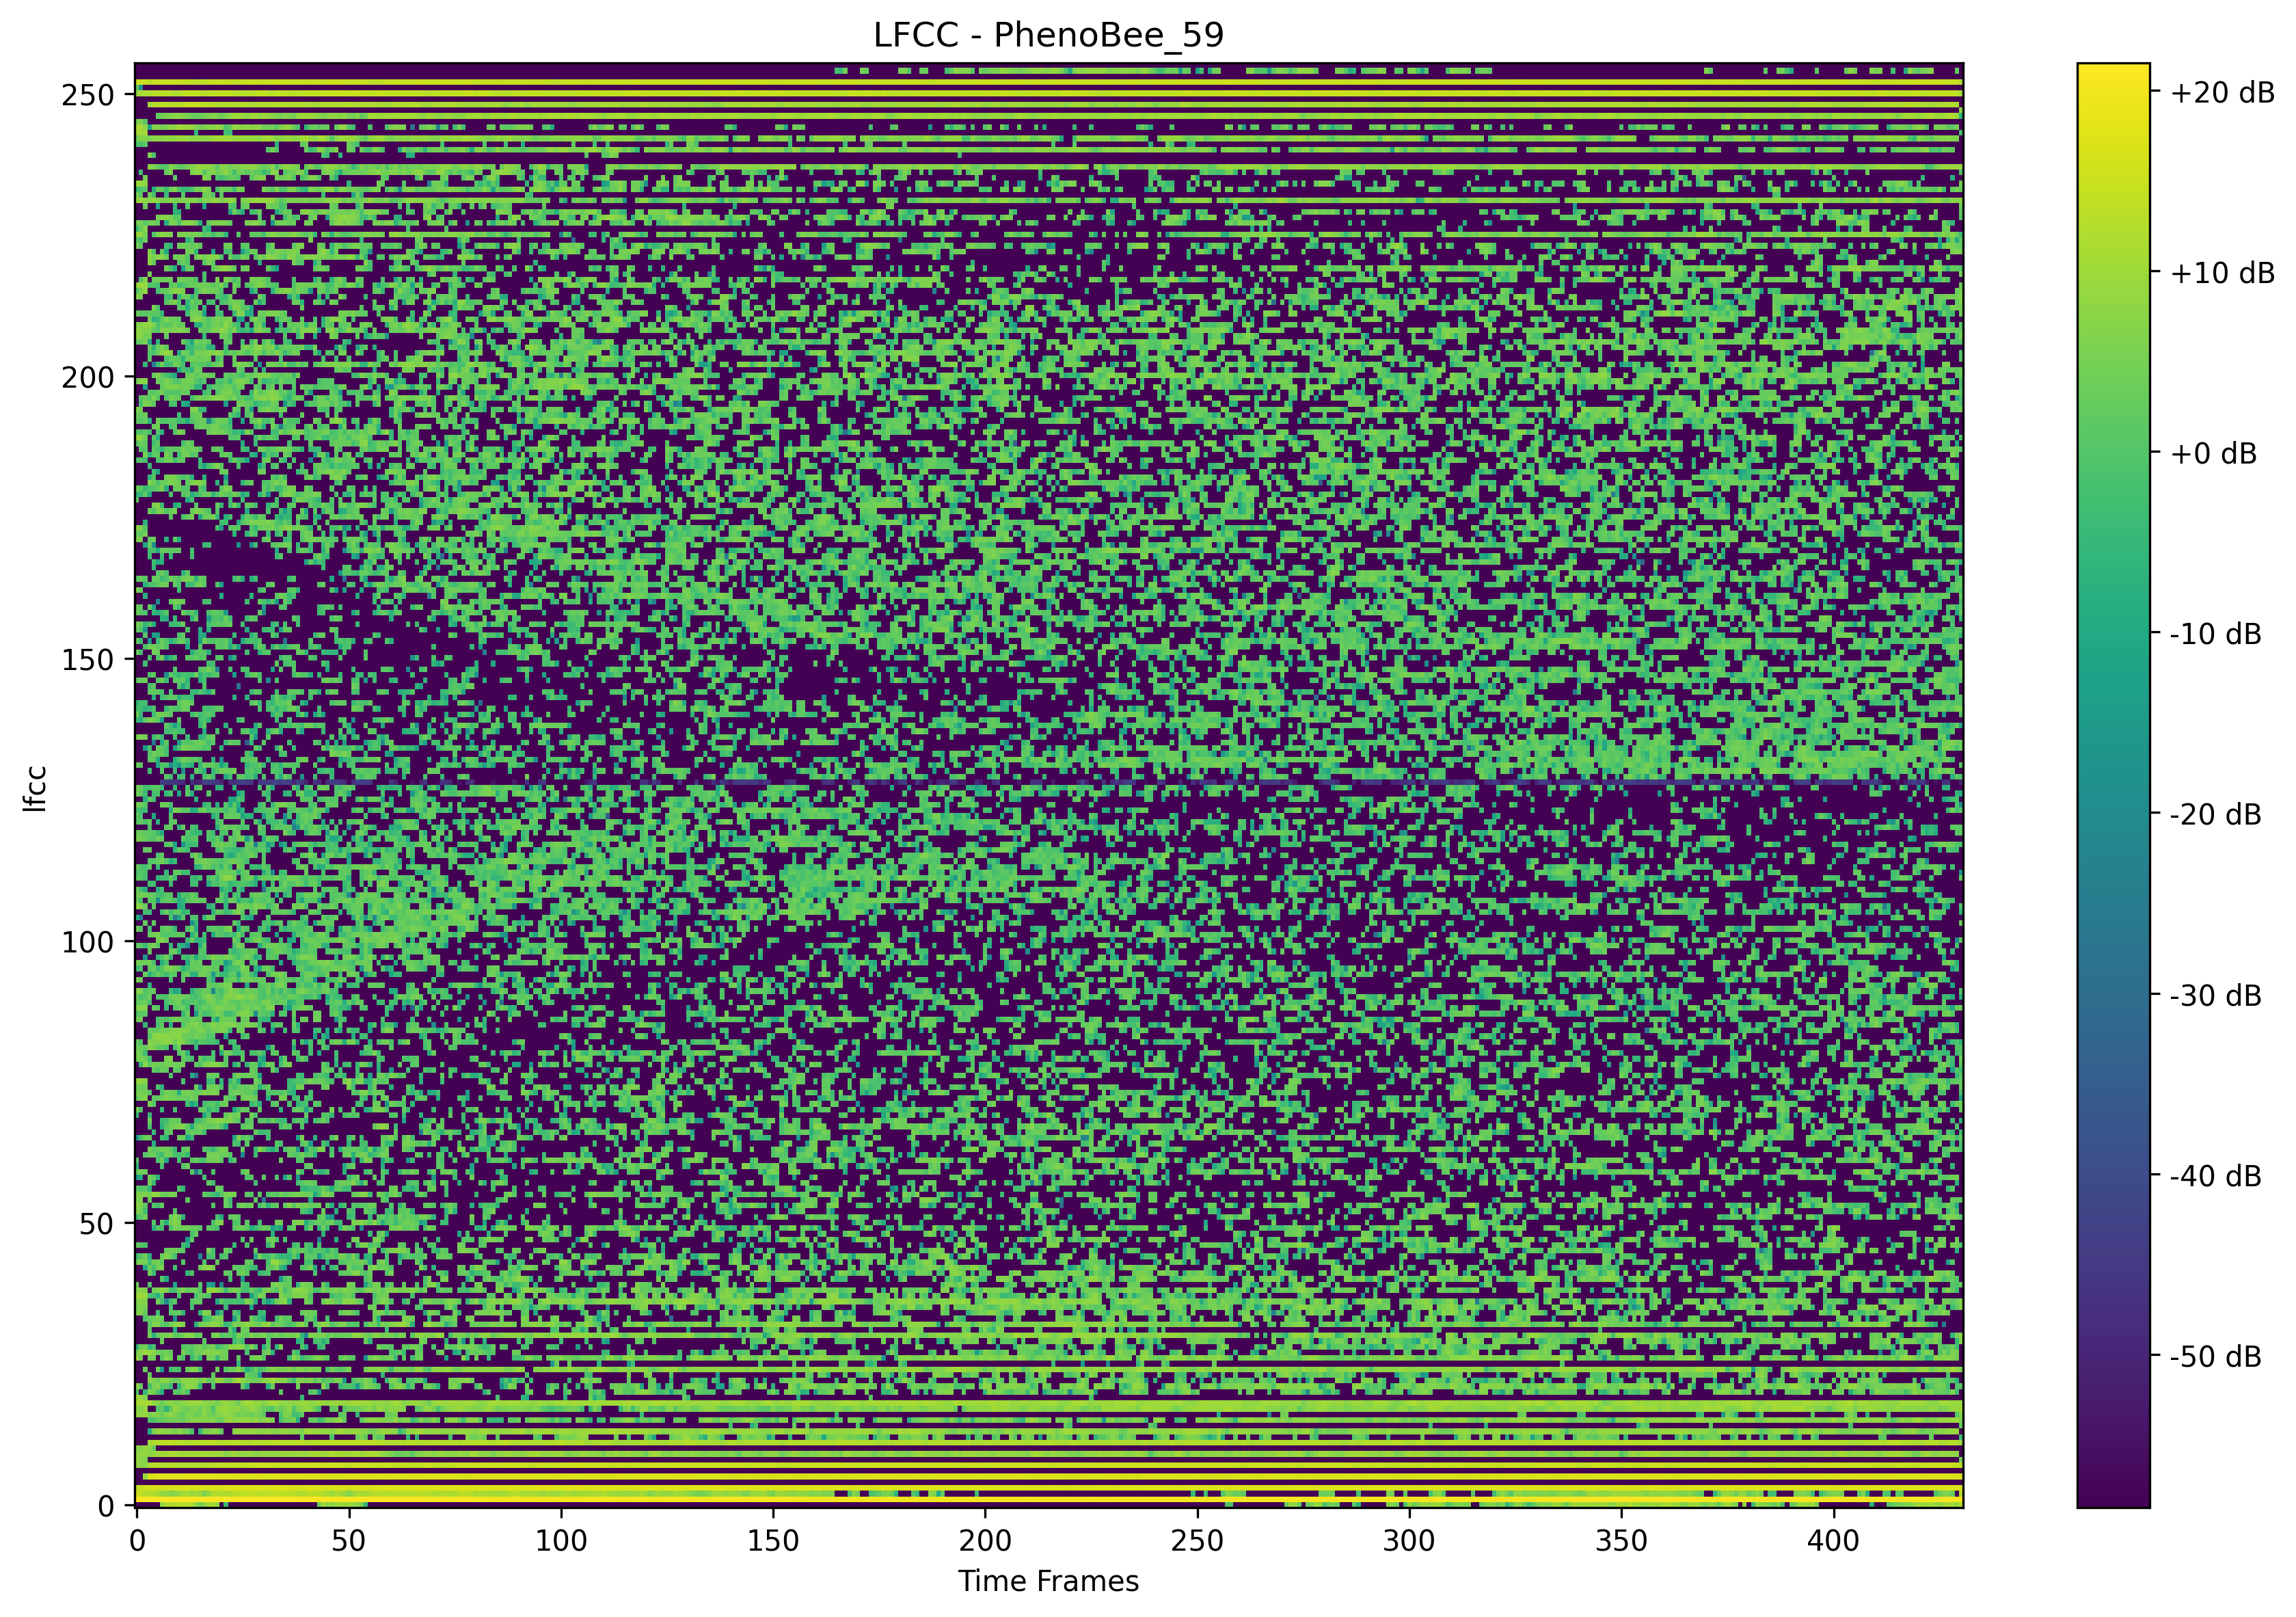 LFCC - PhenoBee_59
250
200
150
100
50
0
lfcc
0 50 100 150 200 250 300 350 400
Time Frames
+20 dB
+10 dB
+0 dB
-10 dB
-20 dB
-30 dB
-40 dB
-50 dB